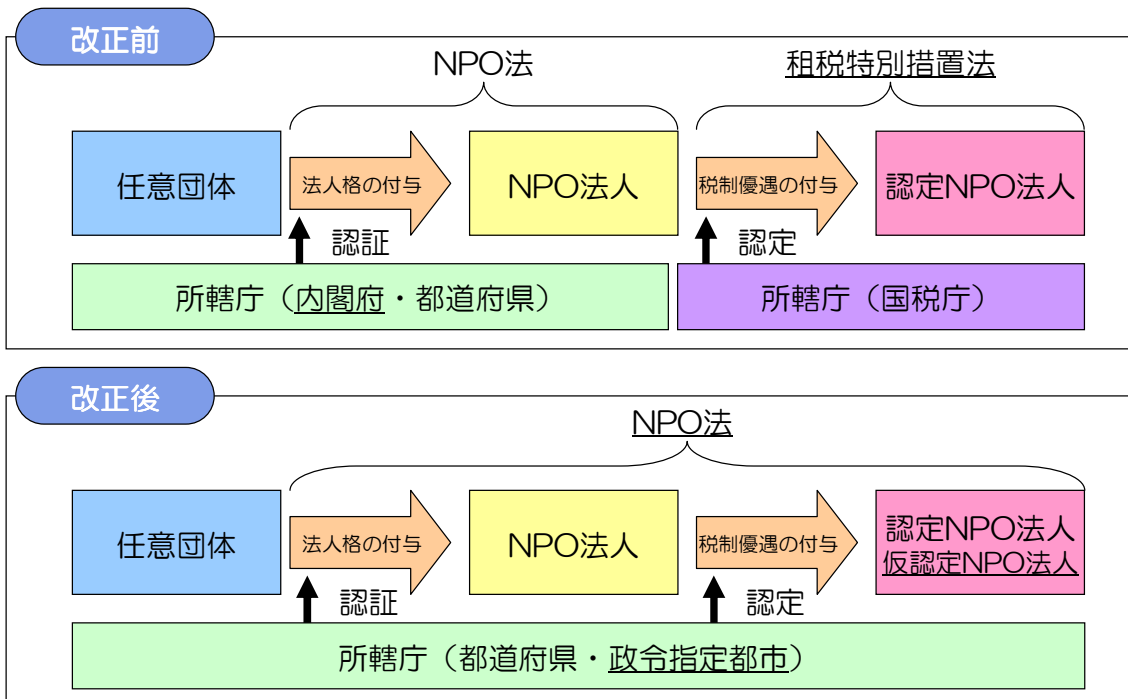 改正前
NPO法
租税特別措置法
任意団体
法人格の付与
NPO法人
税制優遇の付与
認定NPO法人
認証
認定
所轄庁（内閣府・都道府県）
所轄庁（国税庁）
改正後
NPO法
任意団体
法人格の付与
NPO法人
税制優遇の付与
認定NPO法人
仮認定NPO法人
認証
認定
所轄庁（都道府県・政令指定都市）